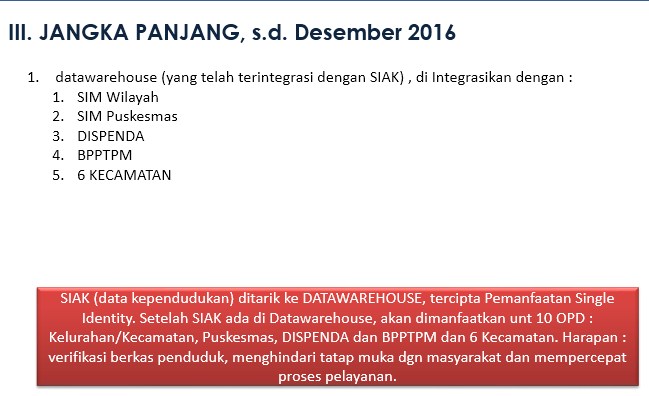 III. JANGKA PANJANG, s.d. Desember 2016
1. datawarehouse (yang telah terintegrasi dengan SIAK) , di Integrasikan dengan :
1. SIM Wilayah
2. SIM Puskesmas
3. DISPENDA
4. BPPTPM
5. 6 KECAMATAN
SIAK (data kependudukan) ditarik ke DATAWAREHOUSE, tercipta Pemanfaatan Single
Identity. Setelah SIAK ada di Datawarehouse, akan dimanfaatkan unt 10 OPD :
Kelurahan/Kecamatan, Puskesmas, DISPENDA dan BPPTPM dan 6 Kecamatan. Harapan :
verifikasi berkas penduduk, menghindari tatap muka dgn masyarakat dan mempercepat
proses pelayanan.